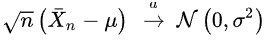 √n (X̄ₙ − μ) →ᵃ 𝒩 (0, σ²)